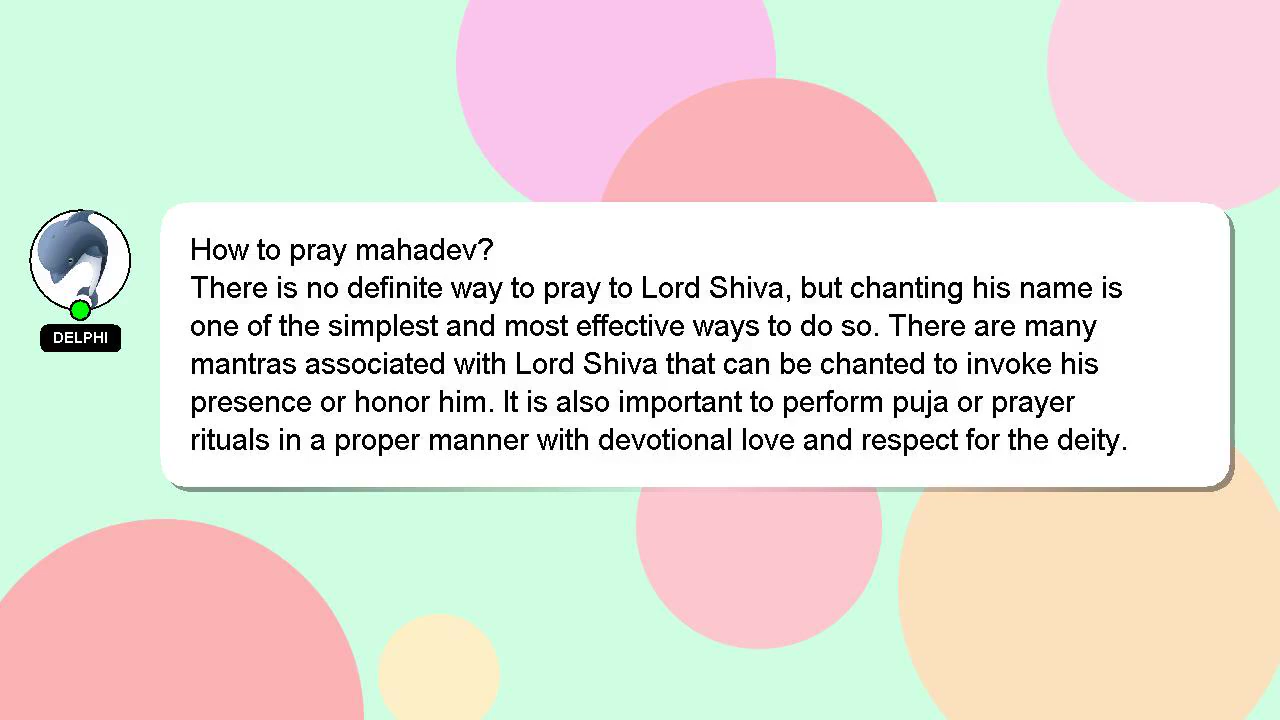 How to pray mahadev?
There is no definite way to pray to Lord Shiva, but chanting his name is
one of the simplest and most effective ways to do so. There are many
mantras associated with Lord Shiva that can be chanted to invoke his
presence or honor him. It is also important to perform puja or prayer
rituals in a proper manner with devotional love and respect for the deity.
DELPHI